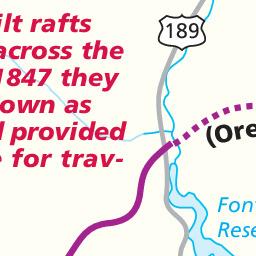 ilt rafts
across the
1847 they
own as
d provided
e for trav-
189
(Ore
Font
Rese